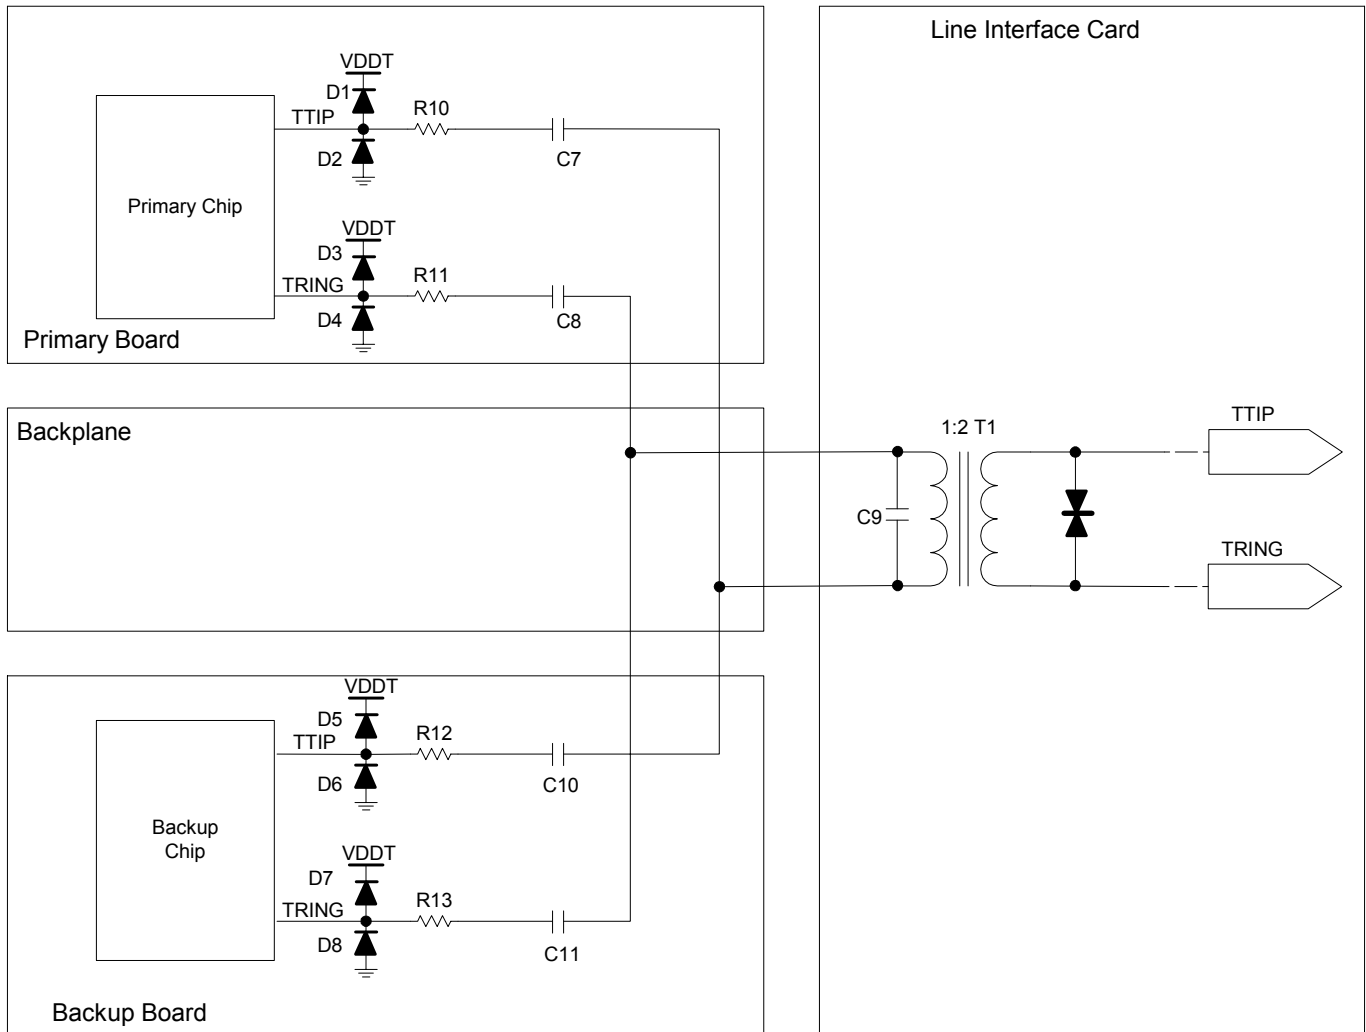 Line Interface Card
VDDT
D1
TTIP
R10
D2
C7
Primary Chip
VDDT
D3
TRING
R11
D4
C8
Primary Board
Backplane
1:2 T1
TTIP
C9
TRING
VDDT
D5
TTIP
R12
D6
C10
Backup
Chip
VDDT
D7
TRING
R13
D8
C11
Backup Board